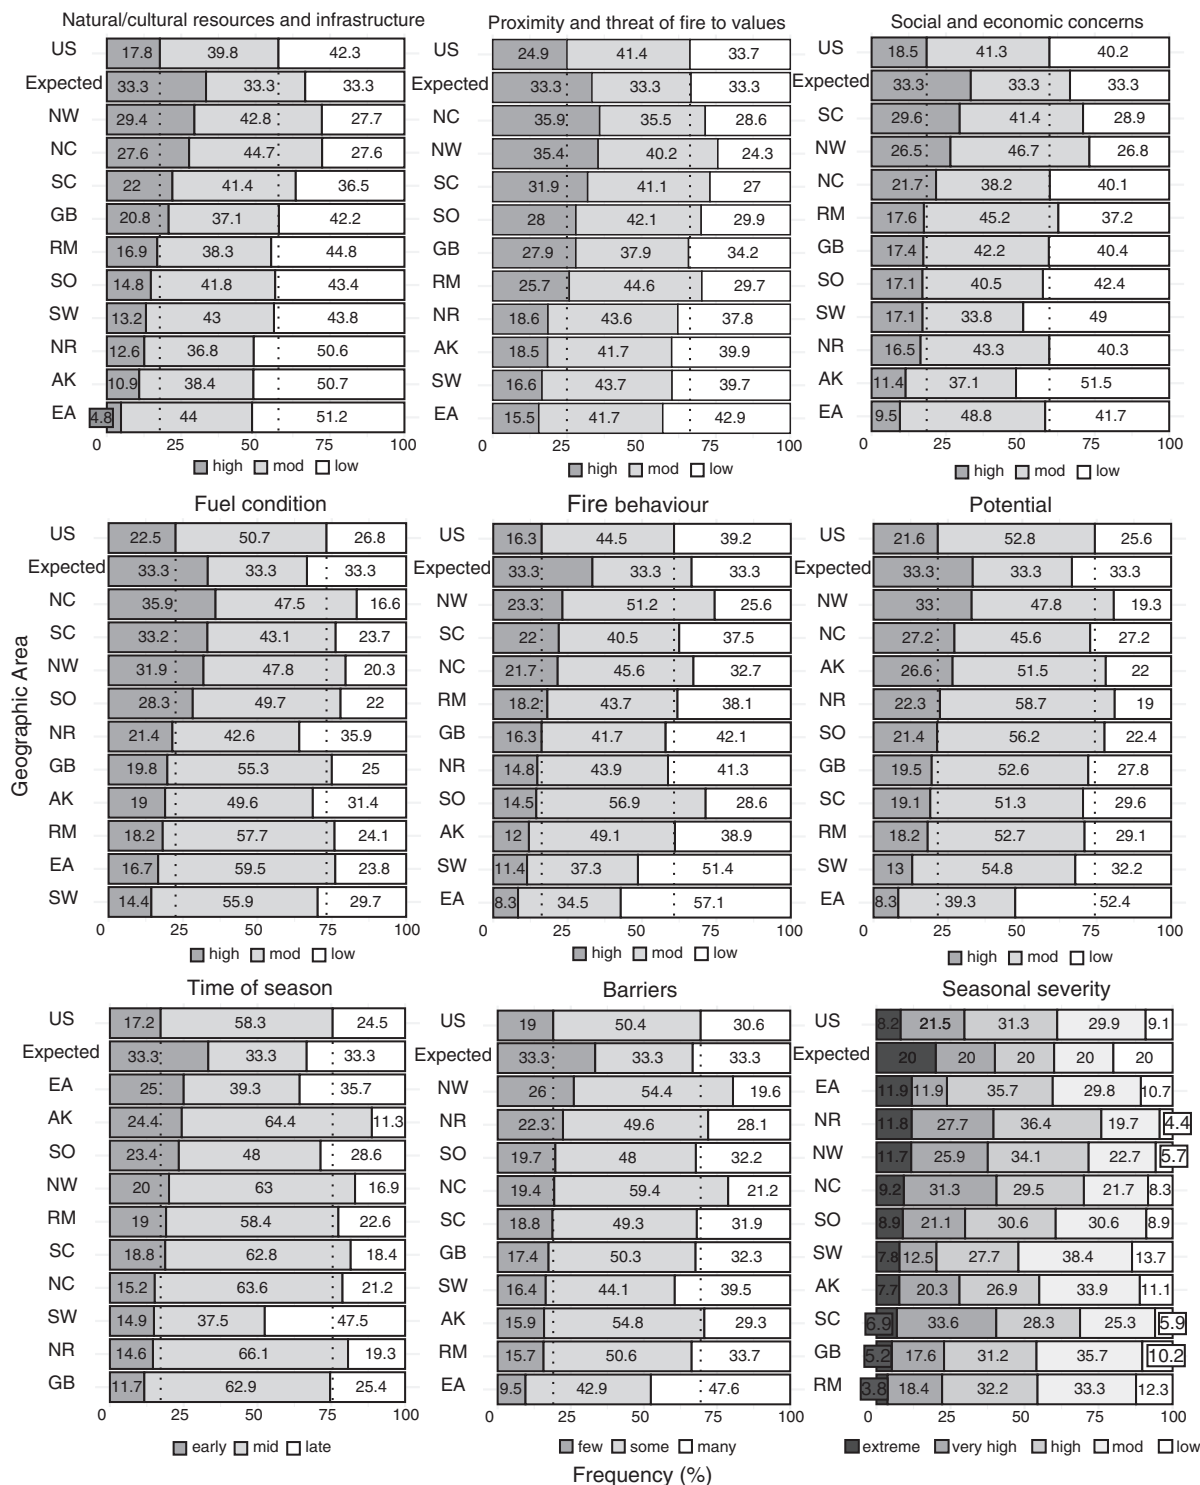 Natural/cultural resources and infrastructure
US 17.8 39.8 42.3
Expected 33.3 33.3 33.3
NW 29.4 42.8 27.7
NC 27.6 44.7 27.6
SC 22 41.4 36.5
GB 20.8 37.1 42.2
RM 16.9 38.3 44.8
SO 14.8 41.8 43.4
SW 13.2 43 43.8
NR 12.6 36.8 50.6
AK 10.9 38.4 50.7
EA 4.8 44 51.2
0 25 50 75 100
high mod low
Proximity and threat of fire to values
US 24.9 41.4 33.7
Expected 33.3 33.3 33.3
NC 35.9 35.5 28.6
NW 35.4 40.2 24.3
SC 31.9 41.1 27
SO 28 42.1 29.9
GB 27.9 37.9 34.2
RM 25.7 44.6 29.7
NR 18.6 43.6 37.8
AK 18.5 41.7 39.9
SW 16.6 43.7 39.7
EA 15.5 41.7 42.9
0 25 50 75 100
high mod low
Social and economic concerns
US 18.5 41.3 40.2
Expected 33.3 33.3 33.3
SC 29.6 41.4 28.9
NW 26.5 46.7 26.8
NC 21.7 38.2 40.1
RM 17.6 45.2 37.2
GB 17.4 42.2 40.4
SO 17.1 40.5 42.4
SW 17.1 33.8 49
NR 16.5 43.3 40.3
AK 11.4 37.1 51.5
EA 9.5 48.8 41.7
0 25 50 75 100
high mod low
Geographic Area
Fuel condition
US 22.5 50.7 26.8
Expected 33.3 33.3 33.3
NC 35.9 47.5 16.6
SC 33.2 43.1 23.7
NW 31.9 47.8 20.3
SO 28.3 49.7 22
NR 21.4 42.6 35.9
GB 19.8 55.3 25
AK 19 49.6 31.4
RM 18.2 57.7 24.1
EA 16.7 59.5 23.8
SW 14.4 55.9 29.7
0 25 50 75 100
high mod low
Fire behaviour
US 16.3 44.5 39.2
Expected 33.3 33.3 33.3
NW 23.3 51.2 25.6
SC 22 40.5 37.5
NC 21.7 45.6 32.7
RM 18.2 43.7 38.1
GB 16.3 41.7 42.1
NR 14.8 43.9 41.3
SO 14.5 56.9 28.6
AK 12 49.1 38.9
SW 11.4 37.3 51.4
EA 8.3 34.5 57.1
0 25 50 75 100
high mod low
Potential
US 21.6 52.8 25.6
Expected 33.3 33.3 33.3
NW 33 47.8 19.3
NC 27.2 45.6 27.2
AK 26.6 51.5 22
NR 22.3 58.7 19
SO 21.4 56.2 22.4
GB 19.5 52.6 27.8
SC 19.1 51.3 29.6
RM 18.2 52.7 29.1
SW 13 54.8 32.2
EA 8.3 39.3 52.4
0 25 50 75 100
high mod low
Time of season
US 17.2 58.3 24.5
Expected 33.3 33.3 33.3
EA 25 39.3 35.7
AK 24.4 64.4 11.3
SO 23.4 48 28.6
NW 20 63 16.9
RM 19 58.4 22.6
SC 18.8 62.8 18.4
NC 15.2 63.6 21.2
SW 14.9 37.5 47.5
NR 14.6 66.1 19.3
GB 11.7 62.9 25.4
0 25 50 75 100
early mid late
Barriers
US 19 50.4 30.6
Expected 33.3 33.3 33.3
NW 26 54.4 19.6
NR 22.3 49.6 28.1
SO 19.7 48 32.2
NC 19.4 59.4 21.2
SC 18.8 49.3 31.9
GB 17.4 50.3 32.3
SW 16.4 44.1 39.5
AK 15.9 54.8 29.3
RM 15.7 50.6 33.7
EA 9.5 42.9 47.6
0 25 50 75 100
few some many
Seasonal severity
US 8.2 21.5 31.3 29.9 9.1
Expected 20 20 20 20 20
EA 11.9 11.9 35.7 29.8 10.7
NR 11.8 27.7 36.4 19.7 4.4
NW 11.7 25.9 34.1 22.7 5.7
NC 9.2 31.3 29.5 21.7 8.3
SO 8.9 21.1 30.6 30.6 8.9
SW 7.8 12.5 27.7 38.4 13.7
AK 7.7 20.3 26.9 33.9 11.1
SC 6.9 33.6 28.3 25.3 5.9
GB 5.2 17.6 31.2 35.7 10.2
RM 3.8 18.4 32.2 33.3 12.3
0 25 50 75 100
extreme very high high mod low
Frequency (%)